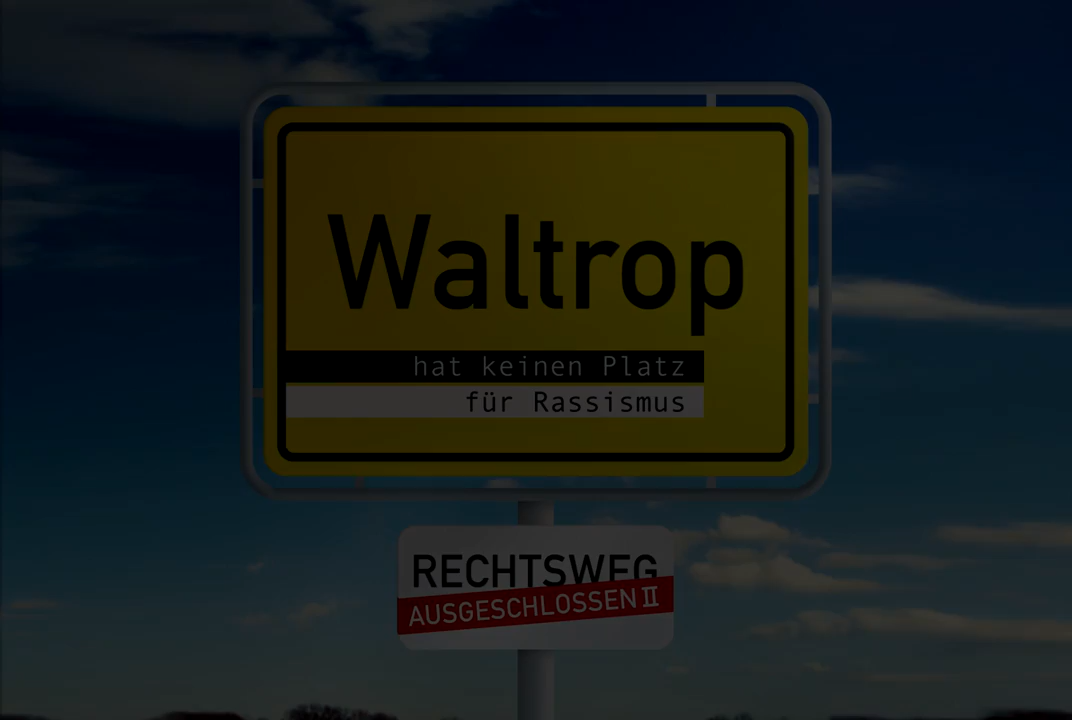 Waltrop
hat keinen Platz
für Rassismus
RECHTSWEG
AUSGESCHLOSSEN II